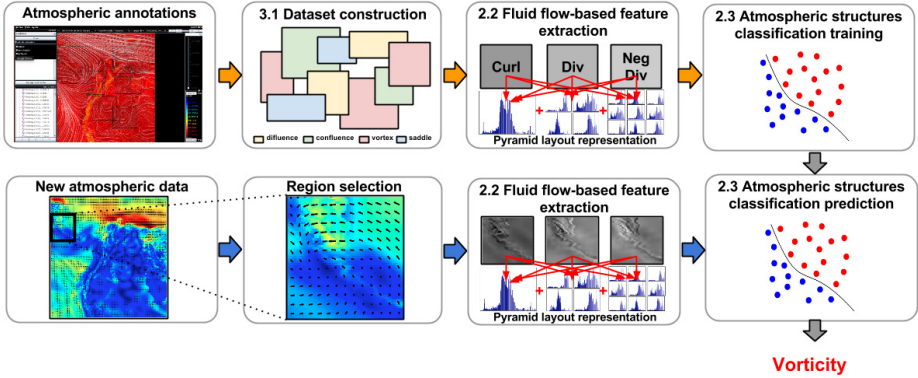 Atmospheric annotations
3.1 Dataset construction
difluence confluence vortex saddle
2.2 Fluid flow-based feature
extraction
Curl Div Neg
Div
+ +
Pyramid layout representation
2.3 Atmospheric structures
classification training
New atmospheric data
Region selection
2.2 Fluid flow-based feature
extraction
+ +
Pyramid layout representation
2.3 Atmospheric structures
classification prediction
Vorticity